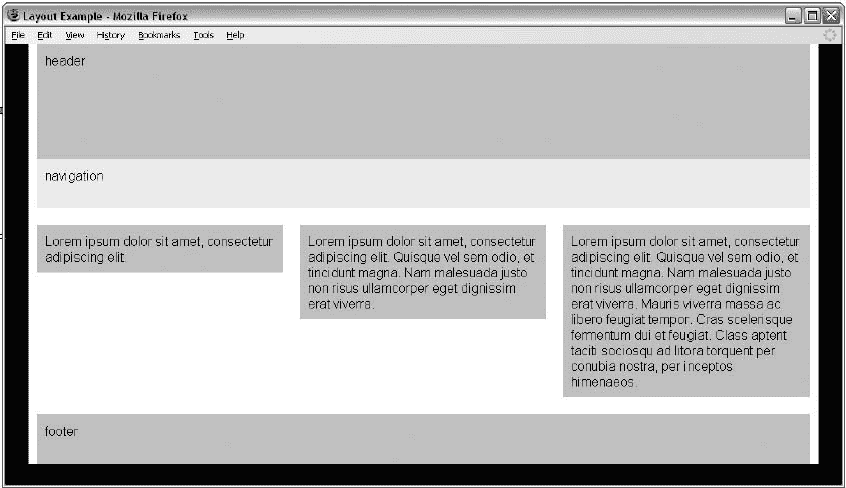 Layout Example - Mozilla Firefox
File Edit View History Bookmarks Tools Help
header
navigation
Lorem ipsum dolor sit amet, consectetur
adipiscing elit.
Lorem ipsum dolor sit amet, consectetur
adipiscing elit. Quisque vel sem odio, et
tincidunt magna. Nam malesuada justo
non risus ullamcorper eget dignissim
erat viverra.
Lorem ipsum dolor sit amet, consectetur
adipiscing elit. Quisque vel sem odio, et
tincidunt magna. Nam malesuada justo
non risus ullamcorper eget dignissim
erat viverra. Mauris viverra massa ac
libero feugiat tempor. Cras scelerisque
fermentum dui et feugiat. Class aptent
taciti sociosqu ad litora torquent per
conubia nostra, per inceptos
himenaeos.
footer